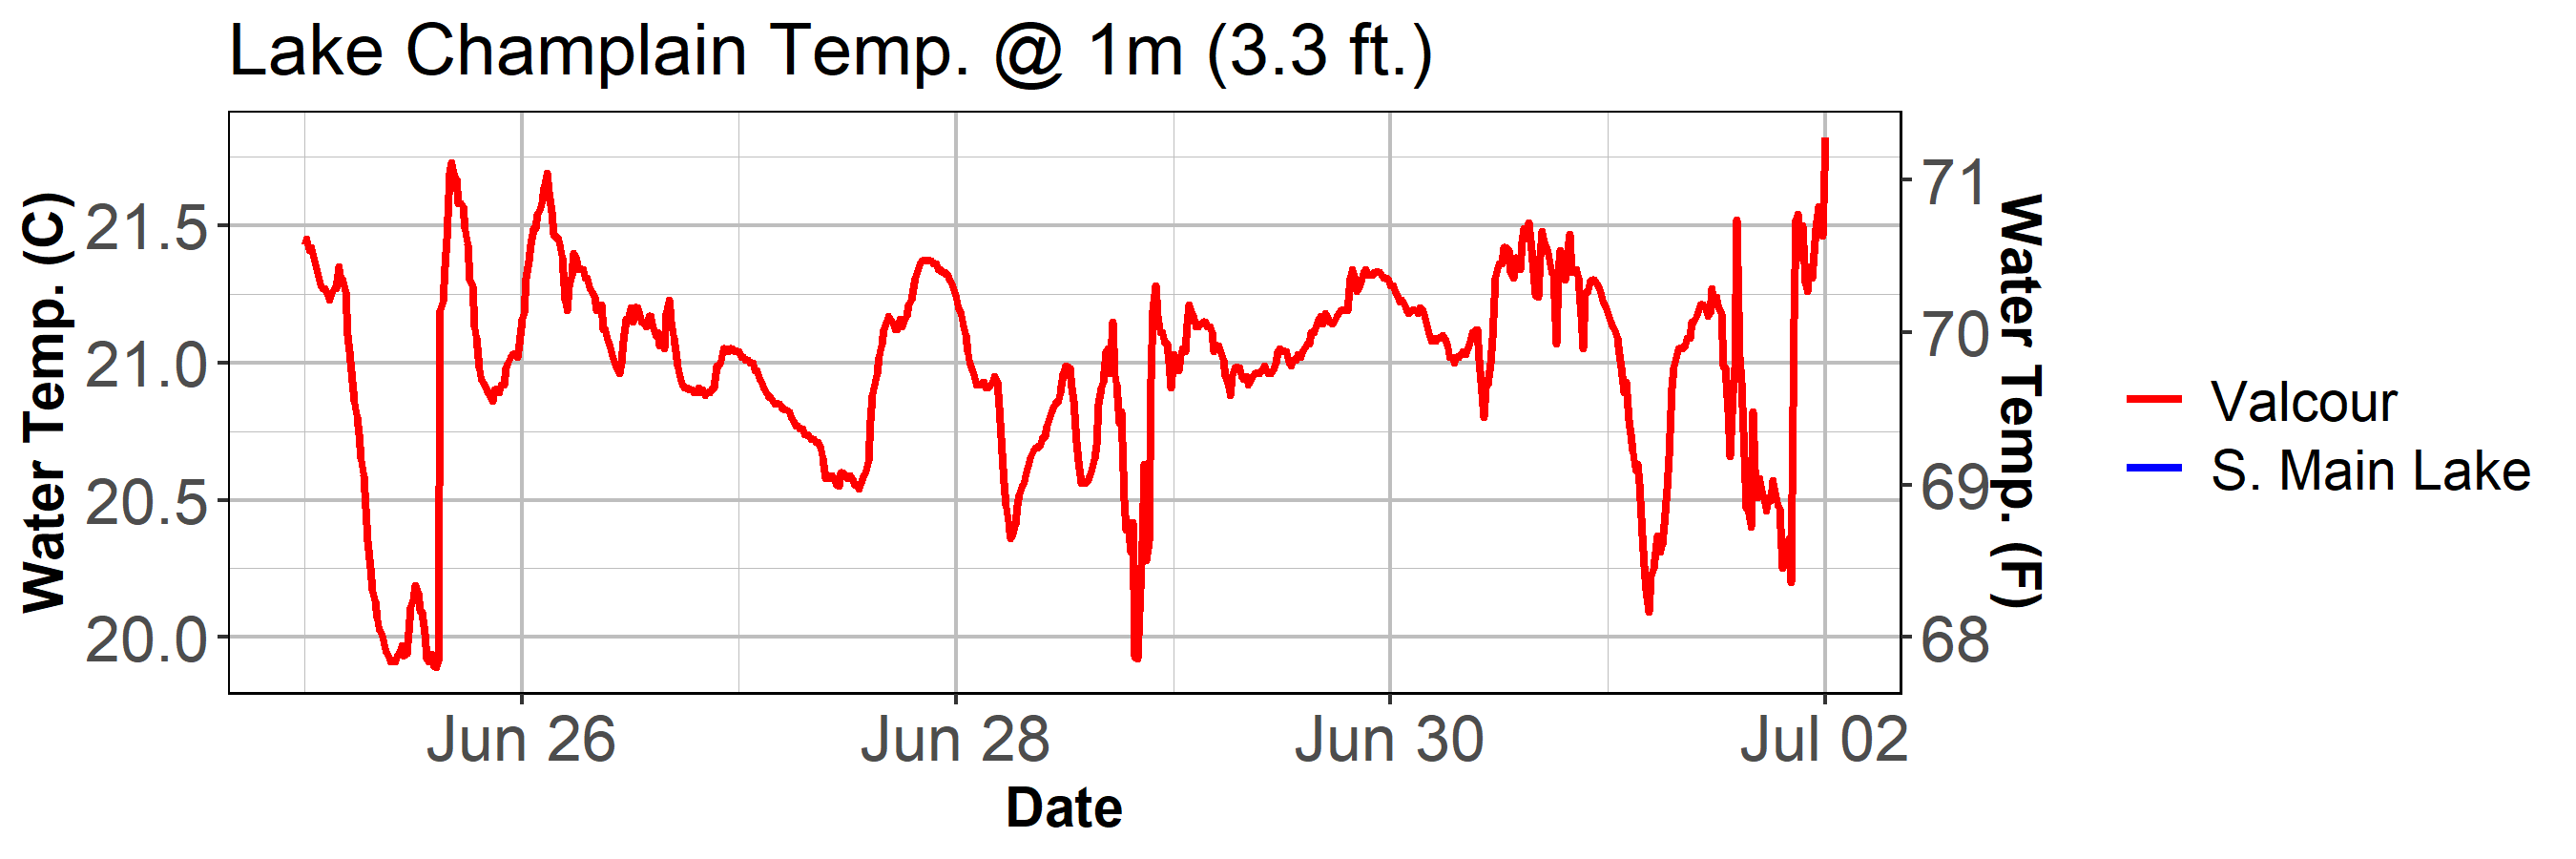 Lake Champlain Temp. @ 1m (3.3 ft.)
Water Temp. (C)
21.5
21.0
20.5
20.0
71
70
69
68
Water Temp. (F)
Jun 26
Jun 28
Jun 30
Jul 02
Date
Valcour
S. Main Lake